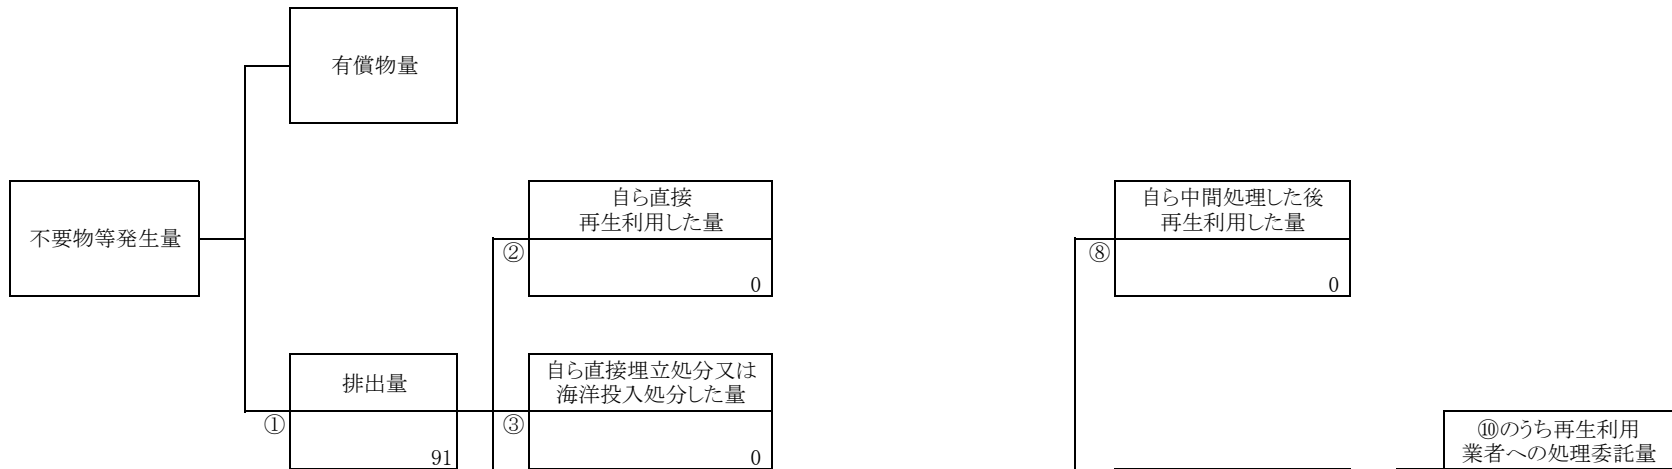 有償物量
不要物等発生量
自ら直接
再生利用した量
②
0
自ら中間処理した後
再生利用した量
⑧
0
排出量
①
91
自ら直接埋立処分又は
海洋投入処分した量
③
0
⑩のうち再生利用
業者への処理委託量